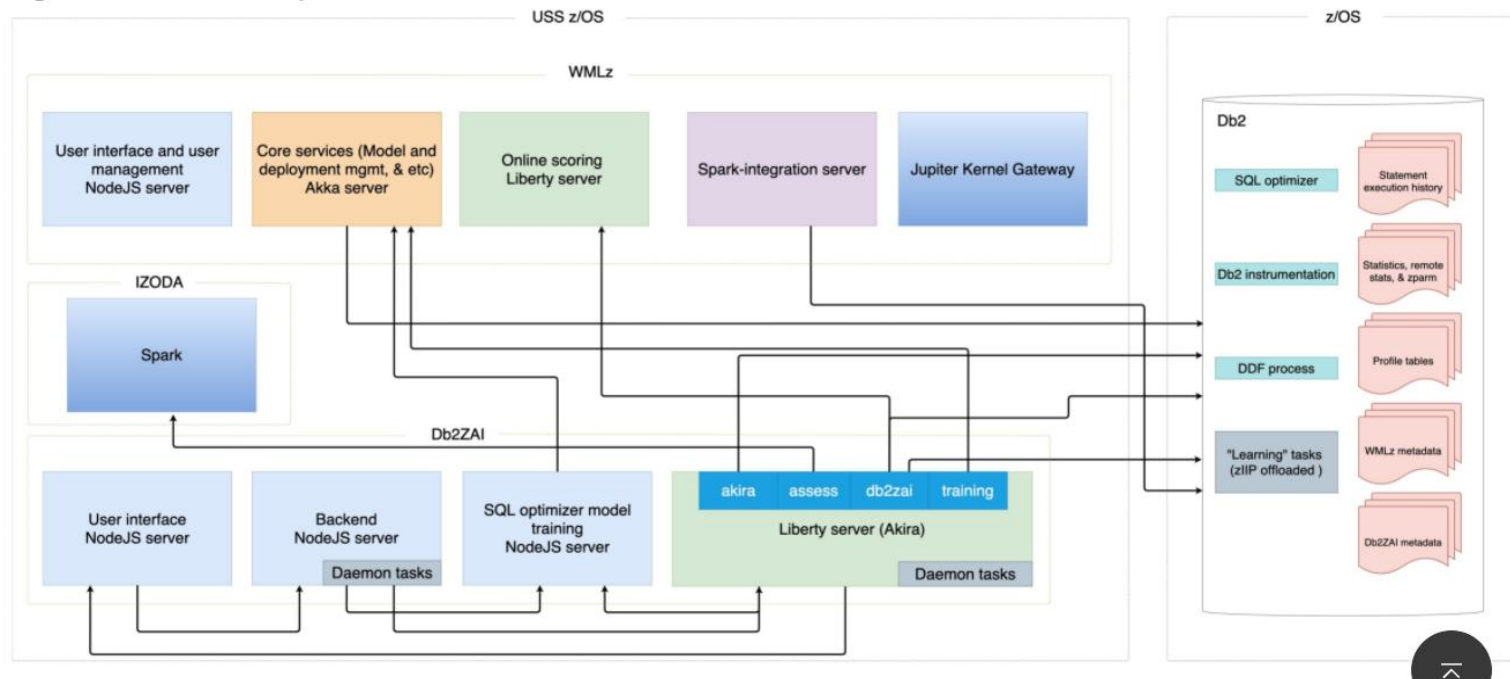 USS z/OS
z/OS
WMLz
User interface and user
management
NodeJS server
Core services (Model and
deployment mgmt, & etc)
Akka server
Online scoring
Liberty server
Spark-integration server
Jupiter Kernel Gateway
IZODA
Spark
Db2ZAI
User interface
NodeJS server
Backend
NodeJS server
Daemon tasks
SQL optimizer model
training
NodeJS server
akira
assess
db2zai
training
Liberty server (Akira)
Daemon tasks
Db2
SQL optimizer
Statement
execution history
Db2 instrumentation
Statistics, remote
stats, & zparm
DDF process
Profile tables
"Learning" tasks
(zIIP offloaded )
WMLz metadata
Db2ZAI metadata